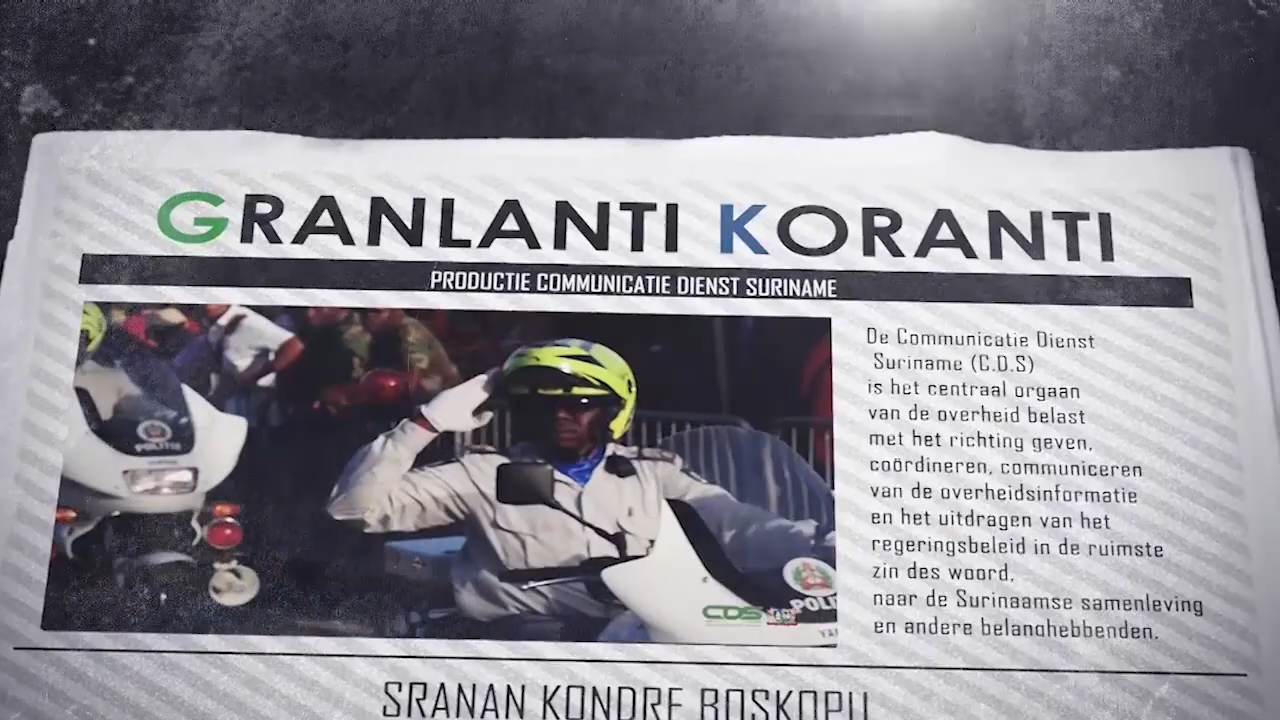 GRANLANTI KORANTI
PRODUCTIE COMMUNICATIE DIENST SURINAME
De Communicatie Dienst
Suriname (C.D.S)
is het centraal orgaan
van de overheid belast
met het richting geven,
coördineren, communiceren
van de overheidsinformatie
en het uitdragen van het
regeringsbeleid in de ruimste
zin des woord,
naar de Surinaamse samenleving
en andere belanghebbenden.
POLITIE
CDS
SRANAN KONDRE BOSKOPU